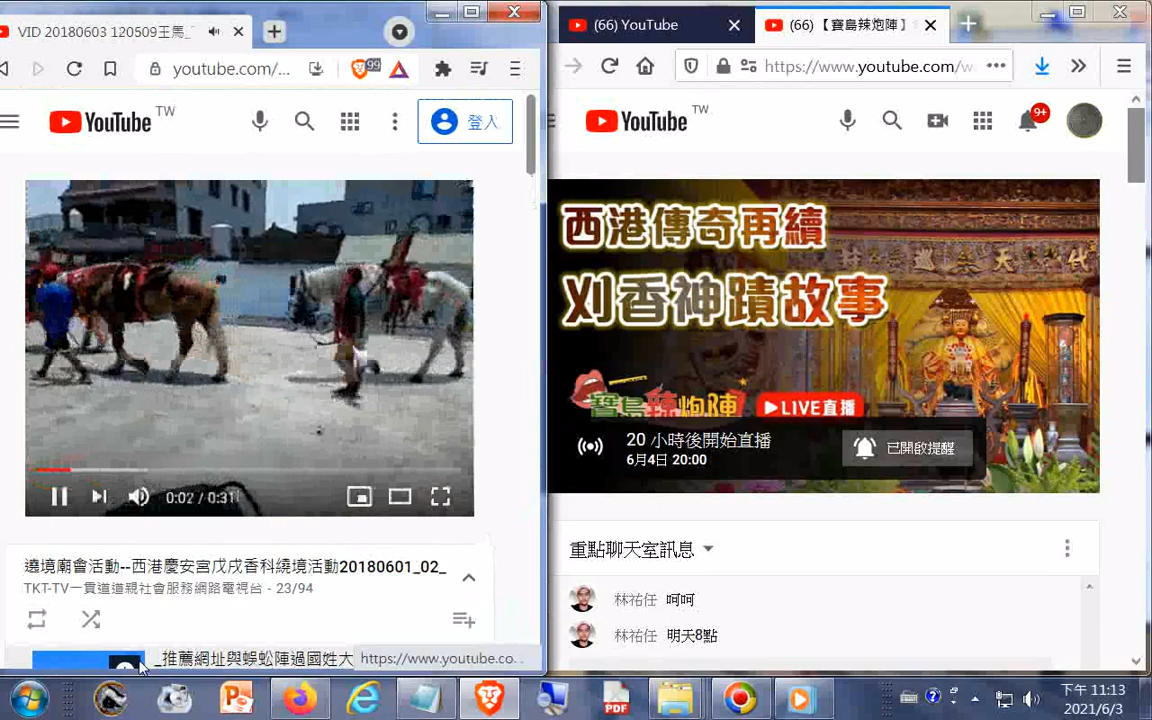 VID 20180603 120509王馬_
youtube.com/...
99
YouTube TW
登入
0:02 / 0:31
遶境廟會活動--西港慶安宮戊戌香科繞境活動20180601_02_
TKT-TV一貫道道親社會服務網路電視台 - 23/94
_推薦網址與蜈蚣陣過國姓大
https://www.youtube.co...
(66) YouTube
(66) 【寶島辣炮陣】
https://www.youtube.com/w
YouTube TW
9+
西港傳奇再續
刈香神蹟故事
寶島辣炮陣
LIVE直播
20 小時後開始直播
6月4日 20:00
已開啟提醒
重點聊天室訊息
林祐任 呵呵
林祐任 明天8點
PDF
下午 11:13
2021/6/3